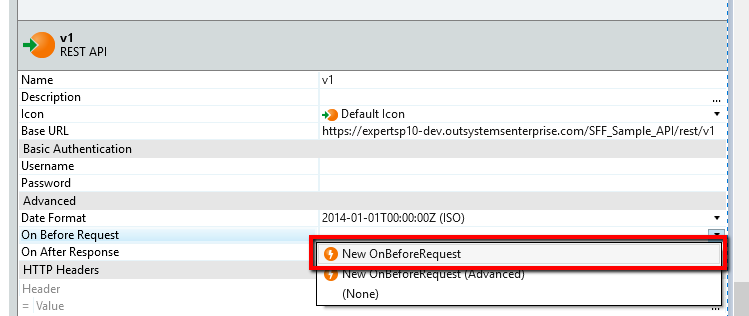 v1
REST API
Name v1
Description ...
Icon Default Icon
Base URL https://expertsp10-dev.outsystemsenterprise.com/SFF_Sample_API/rest/v1
Basic Authentication
Username
Password
Advanced
Date Format 2014-01-01T00:00:00Z (ISO)
On Before Request
On After Response New OnBeforeRequest
HTTP Headers New OnBeforeRequest (Advanced)
Header (None)
= Value ...